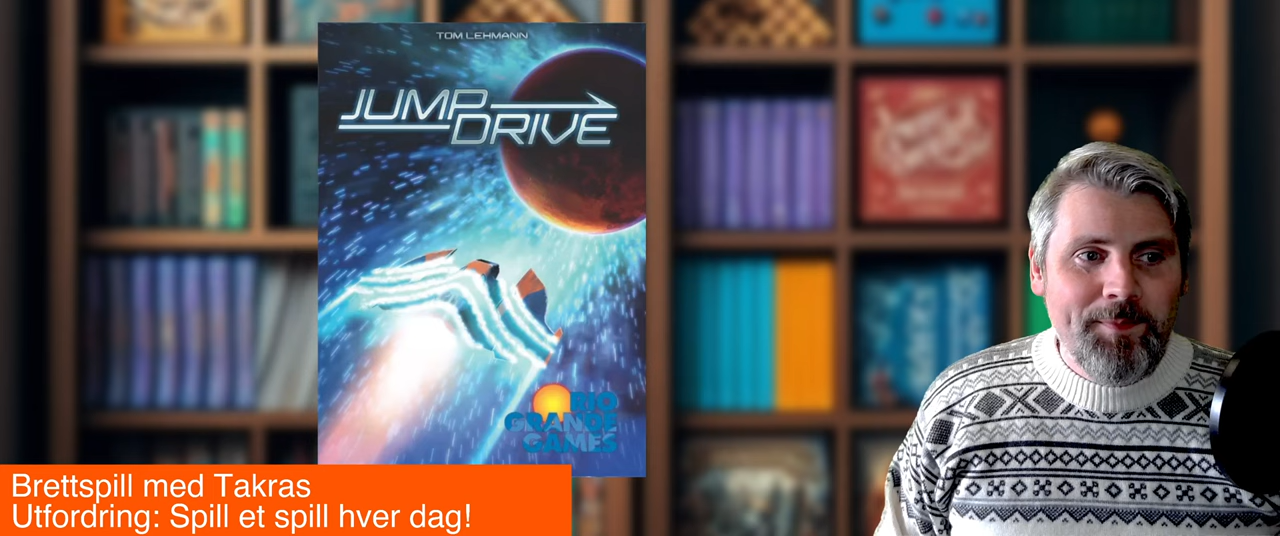 TOM LEHMANN
JUMP
DRIVE
RIO
GRANDE
GAMES
Brettspill med Takras
Utfordring: Spill et spill hver dag!